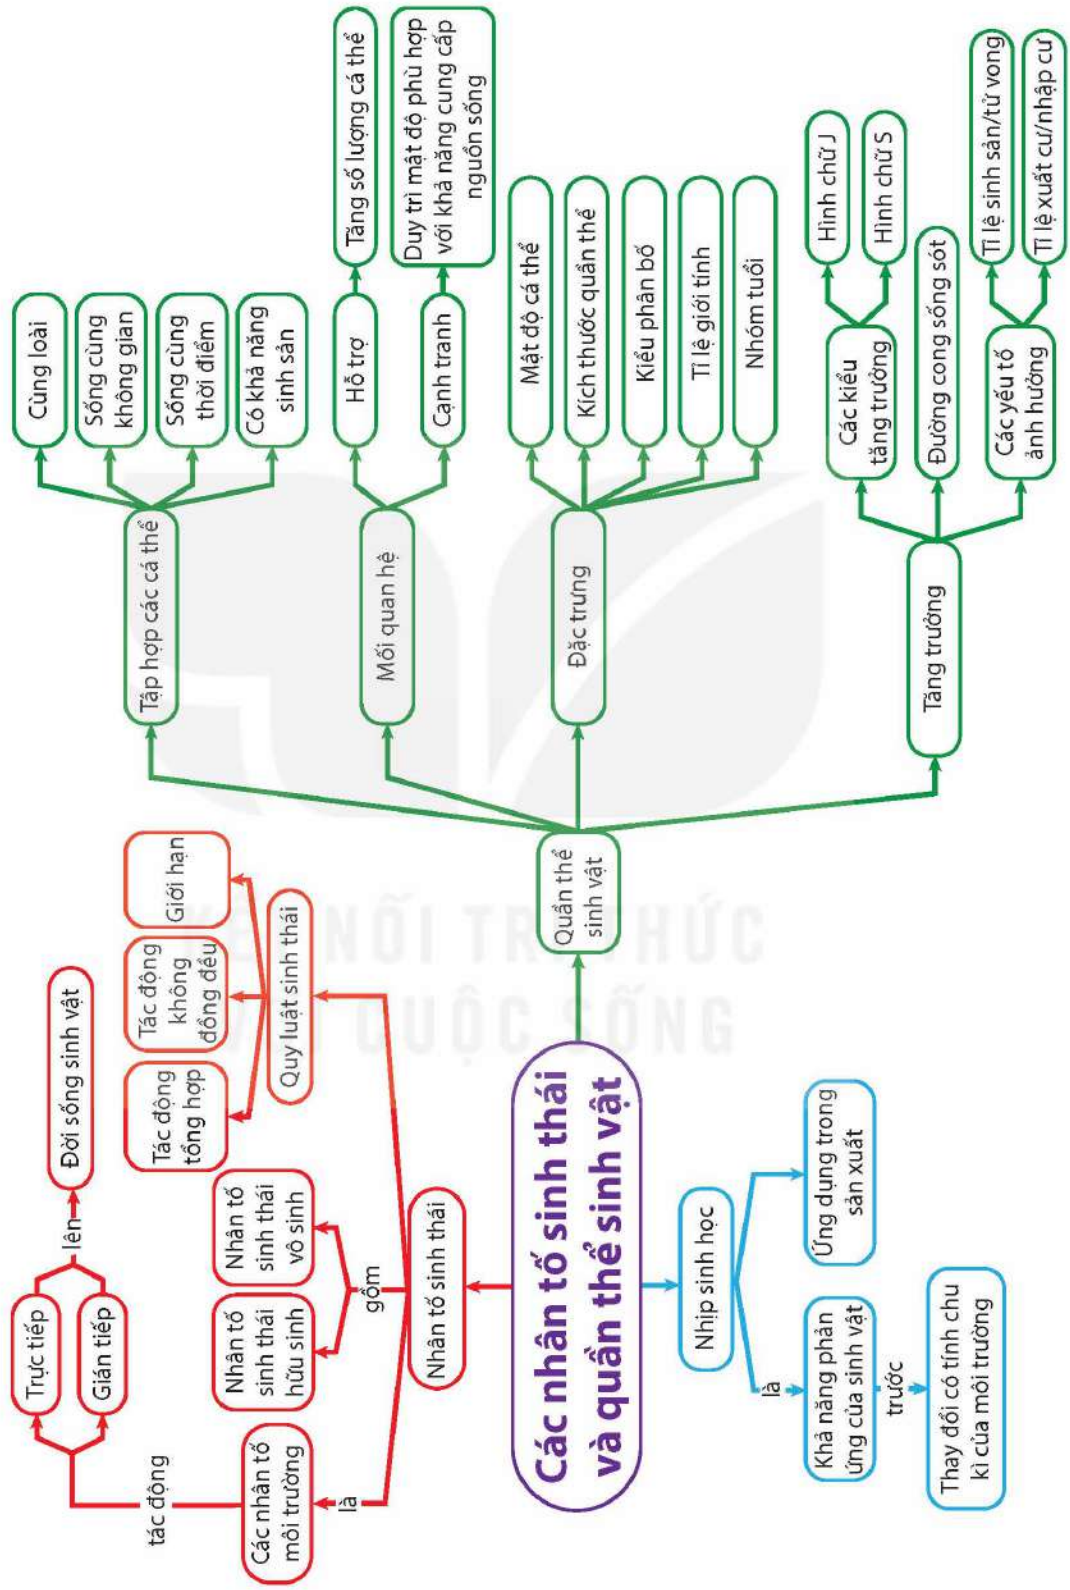 Trực tiếp
Gián tiếp
lên
Đời sống sinh vật
tác động
Các nhân tố
môi trường
là
Nhân tố
sinh thái
hữu sinh
Nhân tố
sinh thái
vô sinh
gồm
Tác động
tổng hợp
Tác động
không
đồng đều
Giới hạn
Quy luật sinh thái
Nhân tố sinh thái
Các nhân tố sinh thái
và quần thể sinh vật
Nhịp sinh học
là
Khả năng phản
ứng của sinh vật
trước
Thay đổi có tính chu
kì của môi trường
Ứng dụng trong
sản xuất
Quần thể
sinh vật
Tập hợp các cá thể
Cùng loài
Sống cùng
không gian
Sống cùng
thời điểm
Có khả năng
sinh sản
Mối quan hệ
Hỗ trợ
Tăng số lượng cá thể
Cạnh tranh
Duy trì mật độ phù hợp
với khả năng cung cấp
nguồn sống
Đặc trưng
Mật độ cá thể
Kích thước quần thể
Kiểu phân bố
Tỉ lệ giới tính
Nhóm tuổi
Tăng trưởng
Các kiểu
tăng trưởng
Hình chữ J
Hình chữ S
Đường cong sống sót
Các yếu tố
ảnh hưởng
Tỉ lệ sinh sản/tử vong
Tỉ lệ xuất cư/nhập cư
NỐI TRI THỨC
CUỘC SỐNG